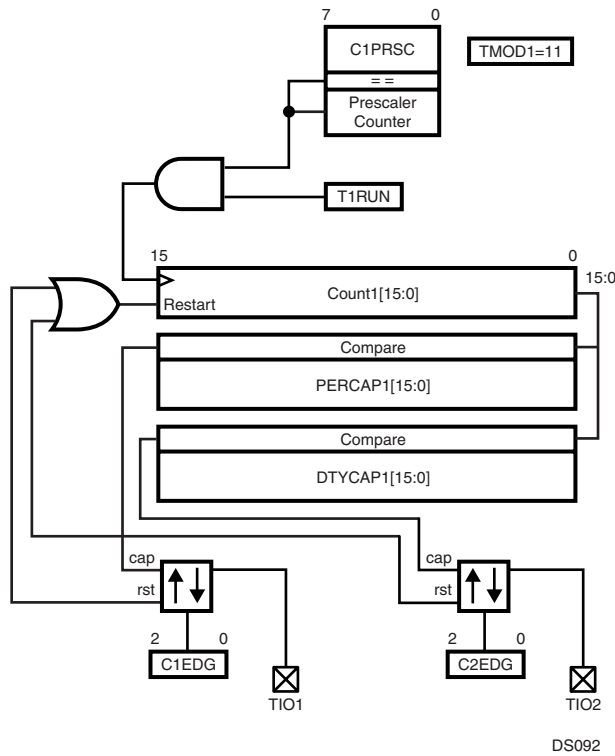 7 0
C1PRSC
TMOD1=11
= =
Prescaler
Counter
T1RUN
15 0
15:0
Count1[15:0]
Restart
Compare
PERCAP1[15:0]
Compare
DTYCAP1[15:0]
cap cap
rst rst
2 0 2 0
C1EDG C2EDG
TIO1 TIO2
DS092